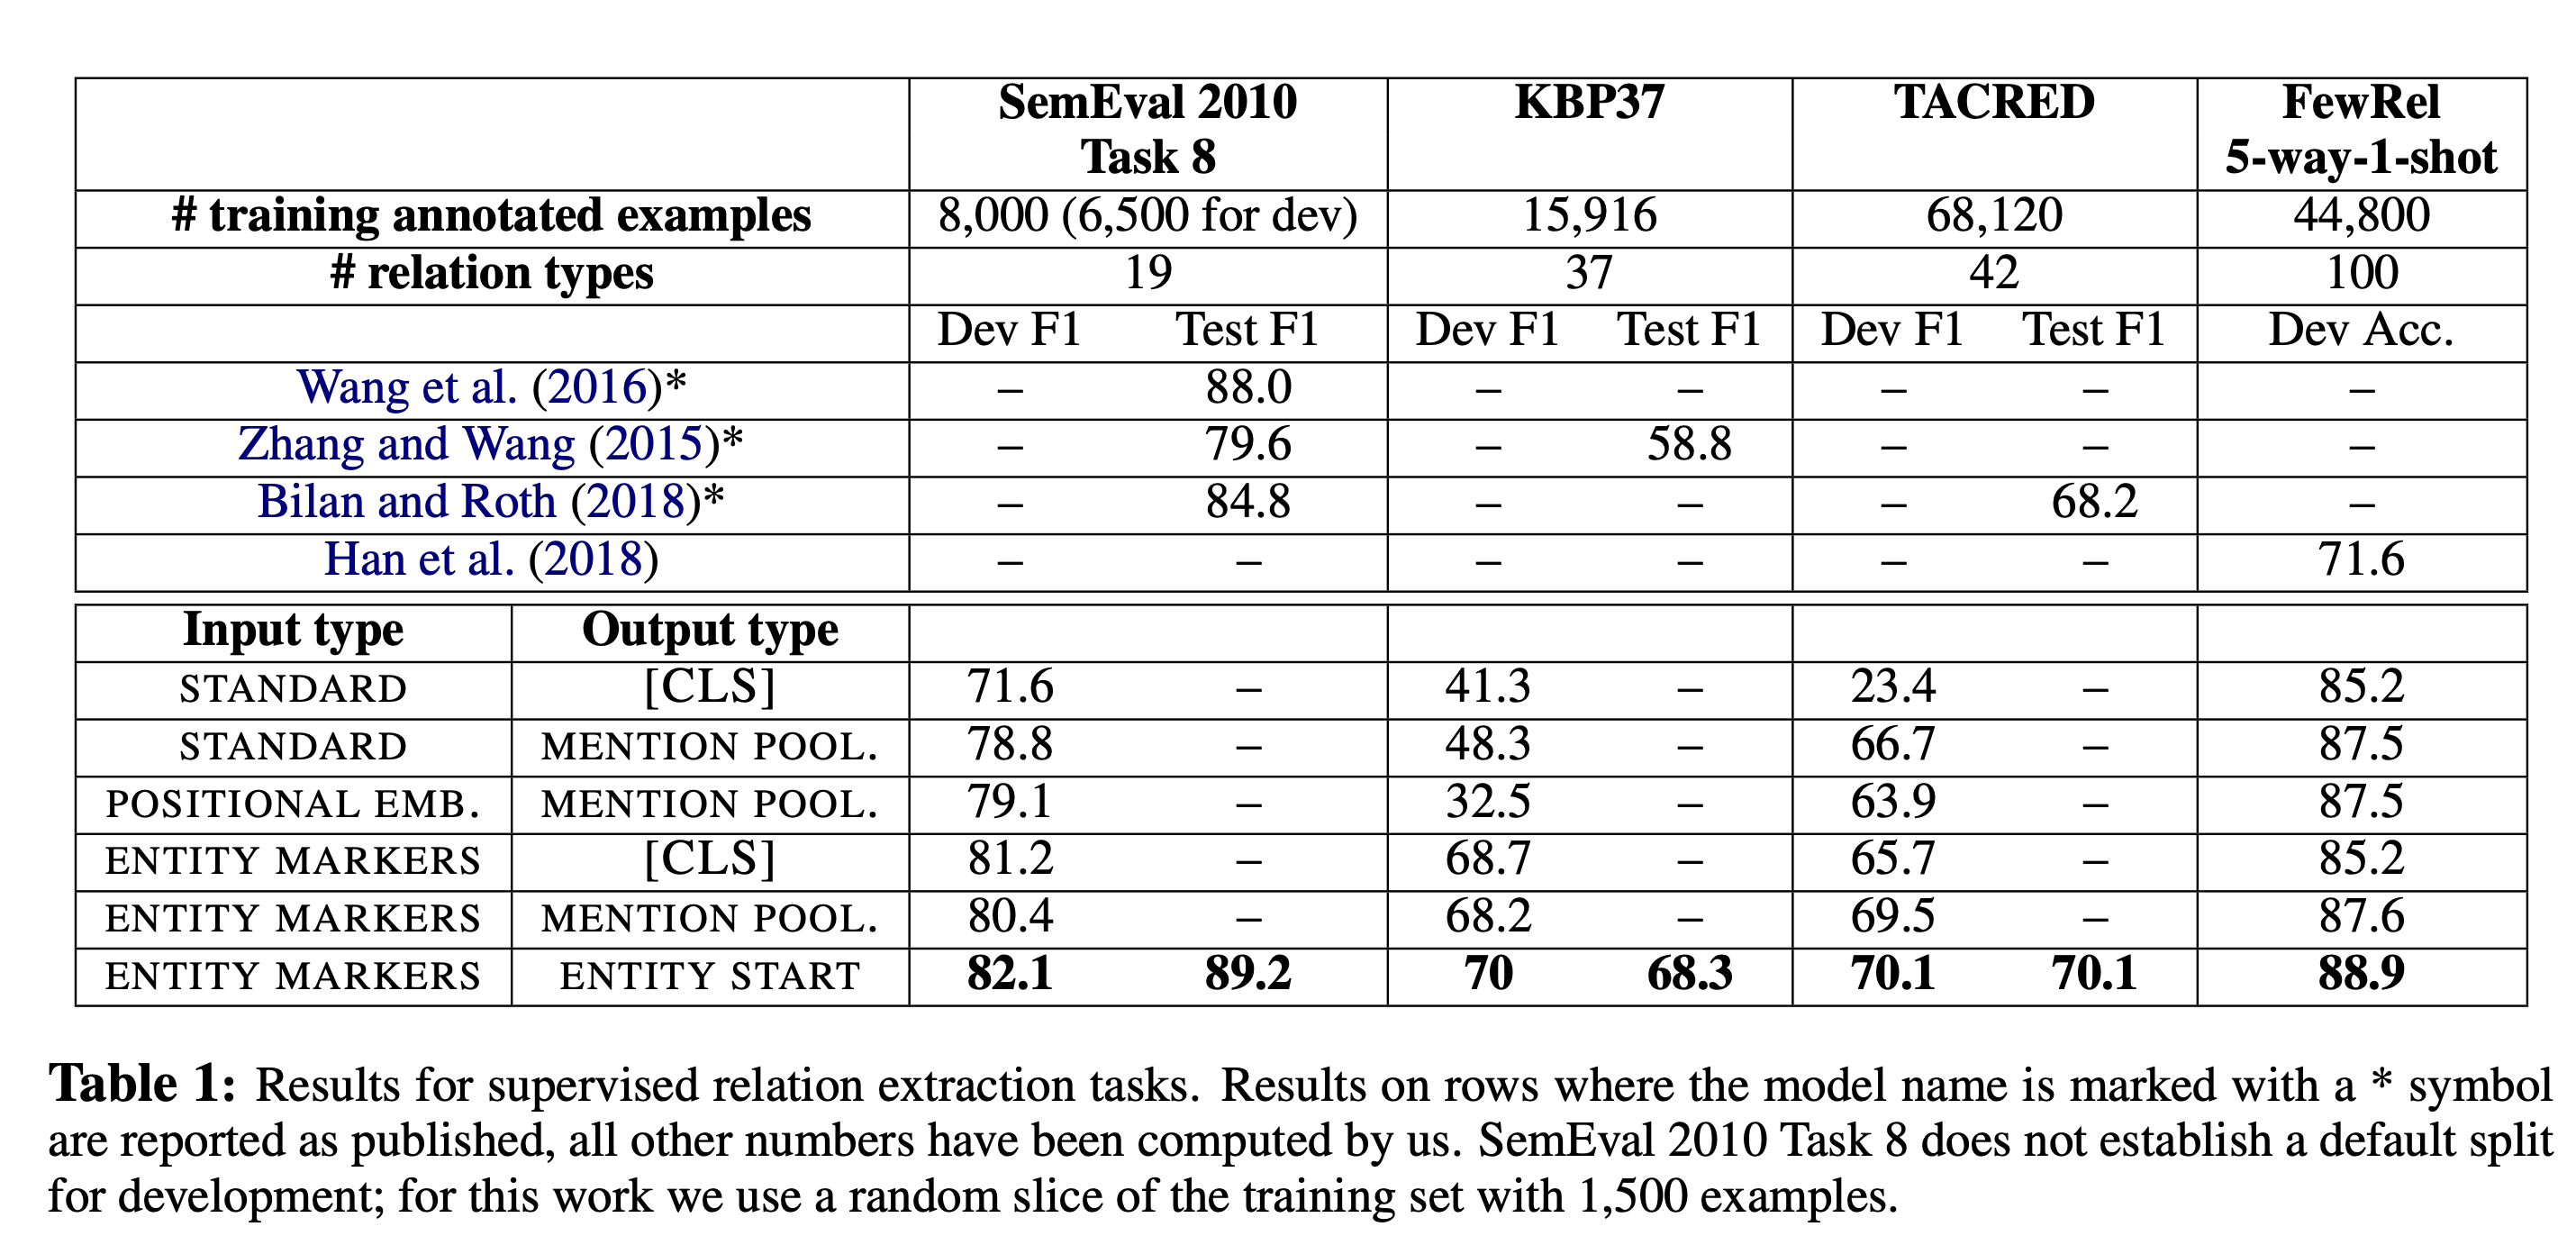 SemEval 2010 Task 8 KBP37 TACRED FewRel 5-way-1-shot
# training annotated examples 8,000 (6,500 for dev) 15,916 68,120 44,800
# relation types 19 37 42 100
Dev F1 Test F1 Dev F1 Test F1 Dev F1 Test F1 Dev Acc.
Wang et al. (2016)* – 88.0 – – – – –
Zhang and Wang (2015)* – 79.6 – 58.8 – – –
Bilan and Roth (2018)* – 84.8 – – – 68.2 –
Han et al. (2018) – – – – – – 71.6
Input type Output type
STANDARD [CLS] 71.6 – 41.3 – 23.4 – 85.2
STANDARD MENTION POOL. 78.8 – 48.3 – 66.7 – 87.5
POSITIONAL EMB. MENTION POOL. 79.1 – 32.5 – 63.9 – 87.5
ENTITY MARKERS [CLS] 81.2 – 68.7 – 65.7 – 85.2
ENTITY MARKERS MENTION POOL. 80.4 – 68.2 – 69.5 – 87.6
ENTITY MARKERS ENTITY START 82.1 89.2 70 68.3 70.1 70.1 88.9
Table 1: Results for supervised relation extraction tasks. Results on rows where the model name is marked with a * symbol
are reported as published, all other numbers have been computed by us. SemEval 2010 Task 8 does not establish a default split
for development; for this work we use a random slice of the training set with 1,500 examples.